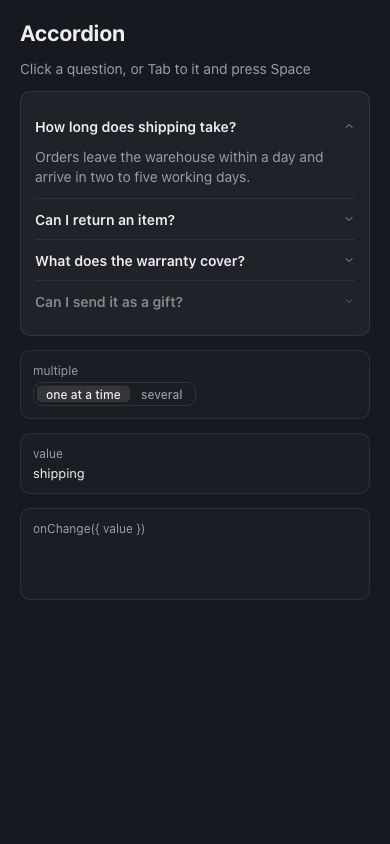 Accordion
Click a question, or Tab to it and press Space
How long does shipping take?
Orders leave the warehouse within a day and
arrive in two to five working days.
Can I return an item?
What does the warranty cover?
Can I send it as a gift?
multiple
one at a time several
value
shipping
onChange({ value })